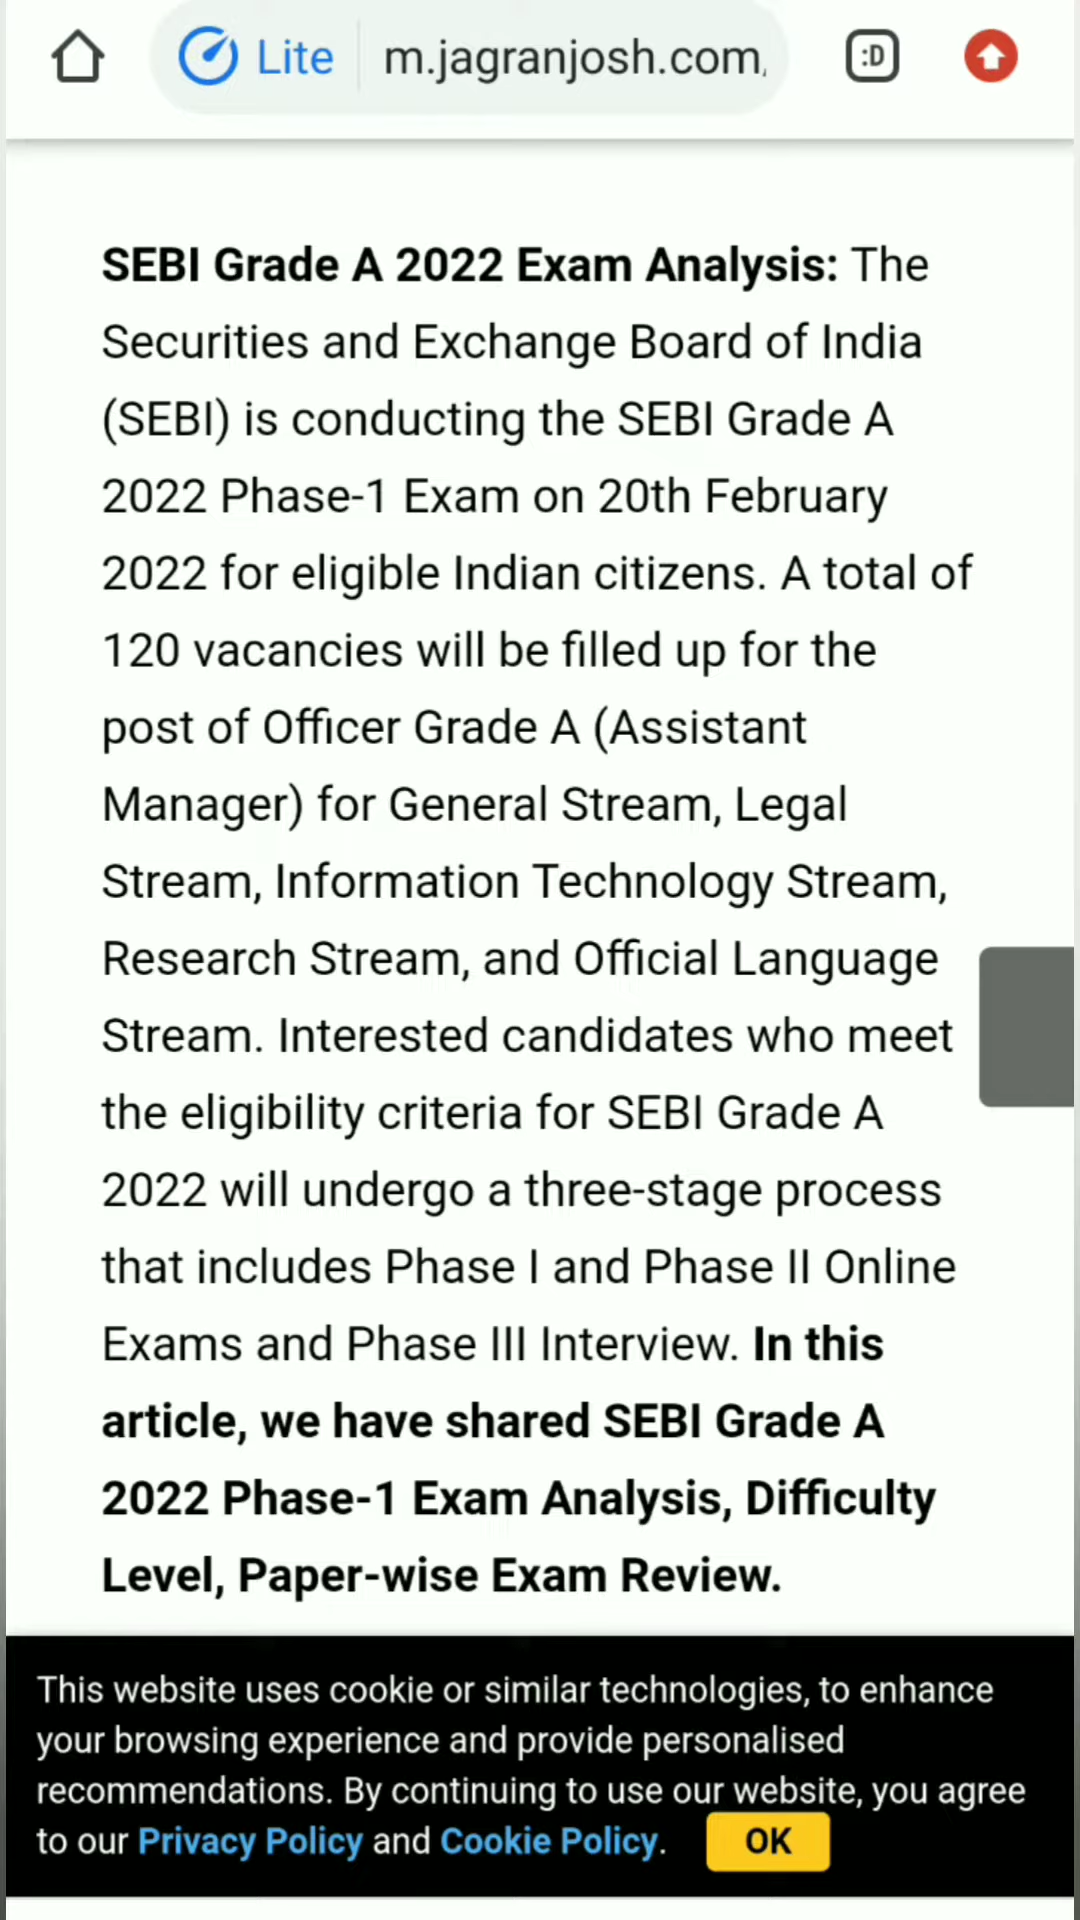 Lite m.jagranjosh.com, :D
SEBI Grade A 2022 Exam Analysis: The
Securities and Exchange Board of India
(SEBI) is conducting the SEBI Grade A
2022 Phase-1 Exam on 20th February
2022 for eligible Indian citizens. A total of
120 vacancies will be filled up for the
post of Officer Grade A (Assistant
Manager) for General Stream, Legal
Stream, Information Technology Stream,
Research Stream, and Official Language
Stream. Interested candidates who meet
the eligibility criteria for SEBI Grade A
2022 will undergo a three-stage process
that includes Phase I and Phase II Online
Exams and Phase III Interview. In this
article, we have shared SEBI Grade A
2022 Phase-1 Exam Analysis, Difficulty
Level, Paper-wise Exam Review.
This website uses cookie or similar technologies, to enhance
your browsing experience and provide personalised
recommendations. By continuing to use our website, you agree
to our Privacy Policy and Cookie Policy. OK